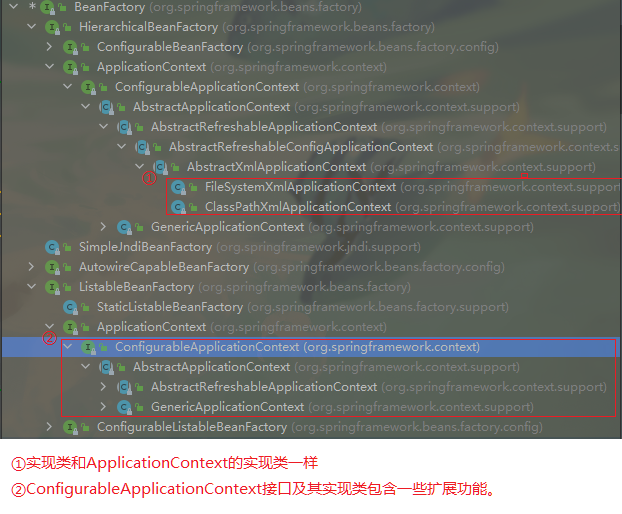 BeanFactory (org.springframework.beans.factory)
HierarchicalBeanFactory (org.springframework.beans.factory)
ConfigurableBeanFactory (org.springframework.beans.factory.config)
ApplicationContext (org.springframework.context)
ConfigurableApplicationContext (org.springframework.context)
AbstractApplicationContext (org.springframework.context.support)
AbstractRefreshableApplicationContext (org.springframework.context.support)
AbstractRefreshableConfigApplicationContext (org.springframework.context.
AbstractXmlApplicationContext (org.springframework.context.support)
① FileSystemXmlApplicationContext (org.springframework.context.suppor
ClassPathXmlApplicationContext (org.springframework.context.support)
GenericApplicationContext (org.springframework.context.support)
SimpleJndiBeanFactory (org.springframework.jndi.support)
AutowireCapableBeanFactory (org.springframework.beans.factory.config)
ListableBeanFactory (org.springframework.beans.factory)
StaticListableBeanFactory (org.springframework.beans.factory.support)
ApplicationContext (org.springframework.context)
② ConfigurableApplicationContext (org.springframework.context)
AbstractApplicationContext (org.springframework.context.support)
AbstractRefreshableApplicationContext (org.springframework.context.support)
GenericApplicationContext (org.springframework.context.support)
ConfigurableListableBeanFactory (org.springframework.beans.factory.config)
①实现类和ApplicationContext的实现类一样
②ConfigurableApplicationContext接口及其实现类包含一些扩展功能。